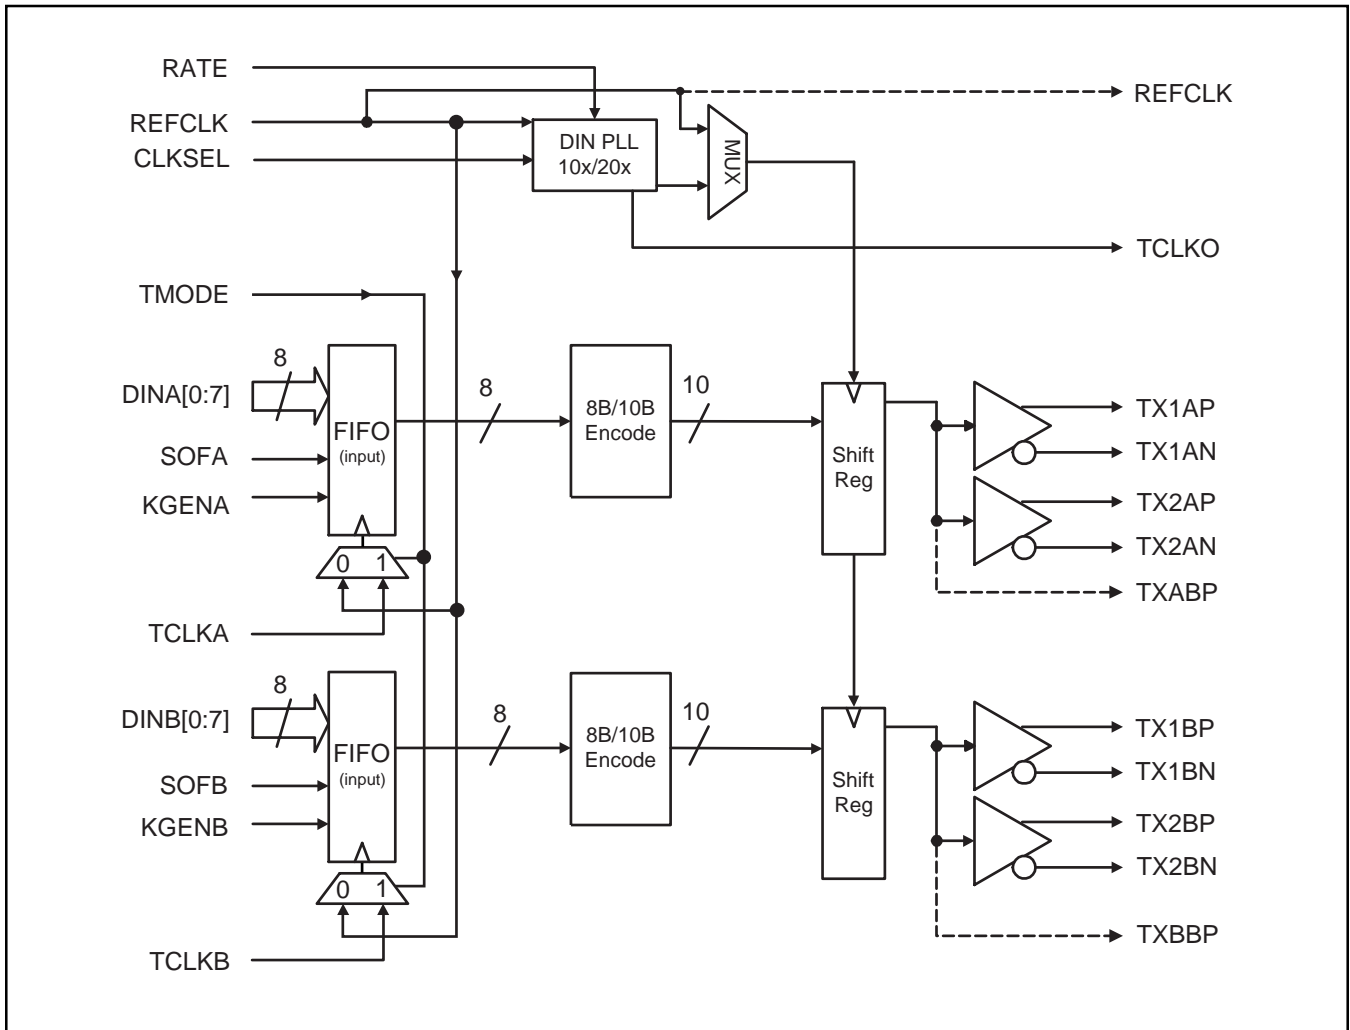 RATE
REFCLK
REFCLK
CLKSEL
DIN PLL
10x/20x
MUX
TCLKO
TMODE
8
DINA[0:7]
FIFO
(input)
SOFA
KGENA
0 1
TCLKA
8
8B/10B
Encode
10
Shift
Reg
TX1AP
TX1AN
TX2AP
TX2AN
TXABP
8
DINB[0:7]
FIFO
(input)
SOFB
KGENB
0 1
TCLKB
8
8B/10B
Encode
10
Shift
Reg
TX1BP
TX1BN
TX2BP
TX2BN
TXBBP